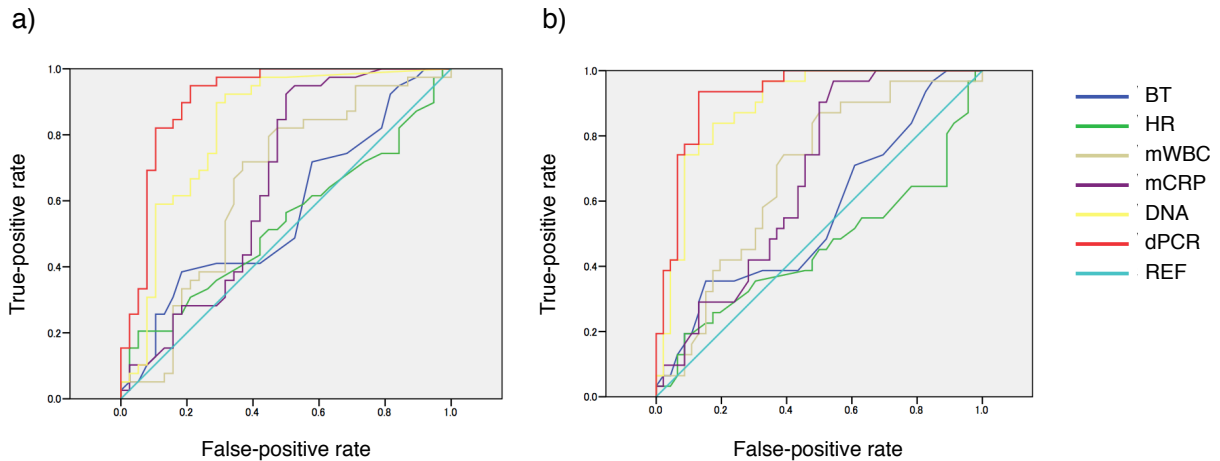 a)
True-positive rate
1.0
0.8
0.6
0.4
0.2
0.0
0.0 0.2 0.4 0.6 0.8 1.0
False-positive rate
b)
True-positive rate
1.0
0.8
0.6
0.4
0.2
0.0
0.0 0.2 0.4 0.6 0.8 1.0
False-positive rate
BT
HR
mWBC
mCRP
DNA
dPCR
REF